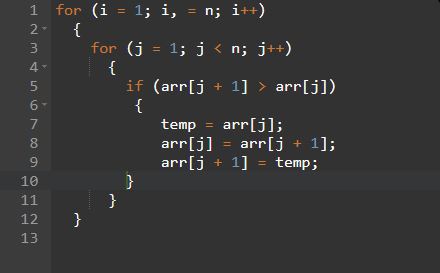 1 for (i = 1; i, = n; i++)
2 {
3 for (j = 1; j < n; j++)
4 {
5 if (arr[j + 1] > arr[j])
6 {
7 temp = arr[j];
8 arr[j] = arr[j + 1];
9 arr[j + 1] = temp;
10 }
11 }
12 }
13